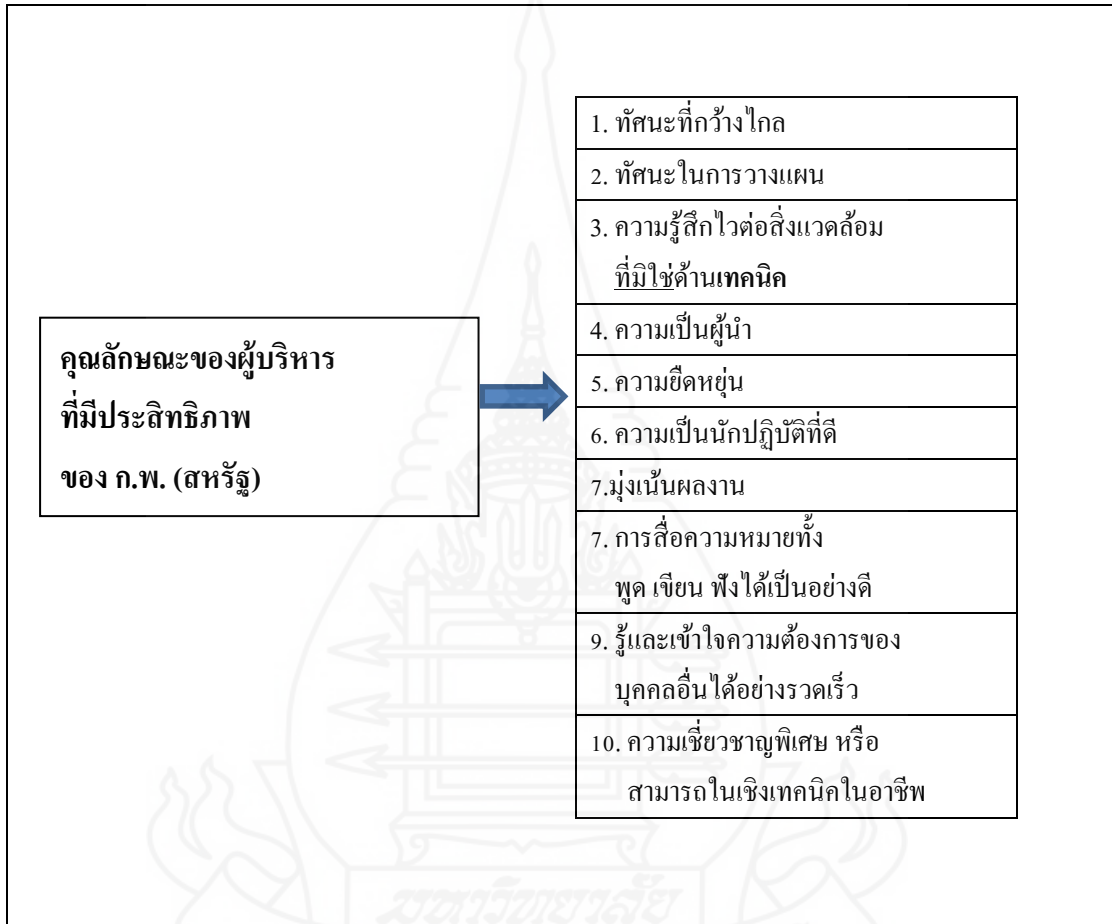 คุณลักษณะของผู้บริหาร
ที่มีประสิทธิภาพ
ของ ก.พ. (สหรัฐ)
1. ทัศนะที่กว้างไกล
2. ทัศนะในการวางแผน
3. ความรู้สึกไวต่อสิ่งแวดล้อม
ที่มิใช่ด้านเทคนิค
4. ความเป็นผู้นำ
5. ความยืดหยุ่น
6. ความเป็นนักปฏิบัติที่ดี
7.มุ่งเน้นผลงาน
7. การสื่อความหมายทั้ง
พูด เขียน ฟังได้เป็นอย่างดี
9. รู้และเข้าใจความต้องการของ
บุคคลอื่นได้อย่างรวดเร็ว
10. ความเชี่ยวชาญพิเศษ หรือ
สามารถในเชิงเทคนิคในอาชีพ
มหาวิทยาลัย